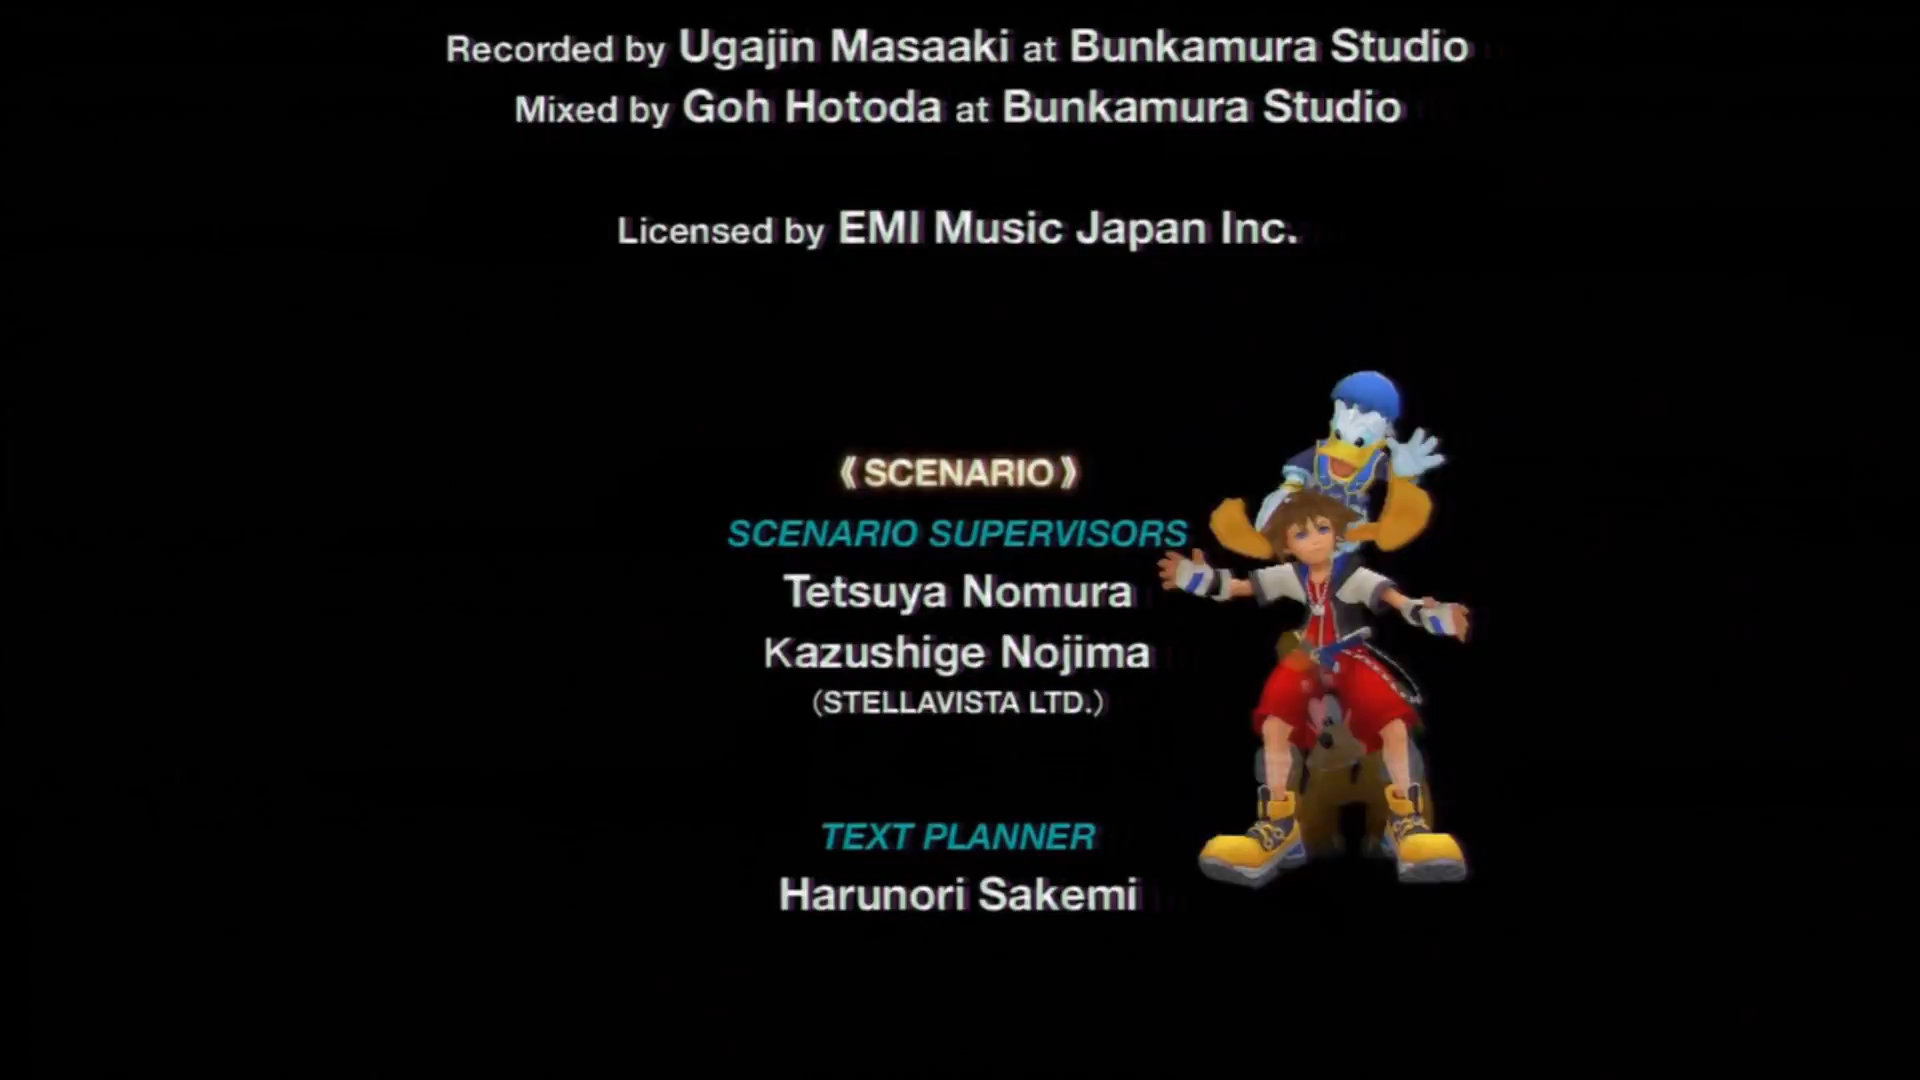 Recorded by Ugajin Masaaki at Bunkamura Studio
Mixed by Goh Hotoda at Bunkamura Studio
Licensed by EMI Music Japan Inc.
《SCENARIO》
SCENARIO SUPERVISORS
Tetsuya Nomura
Kazushige Nojima
(STELLAVISTA LTD.)
TEXT PLANNER
Harunori Sakemi